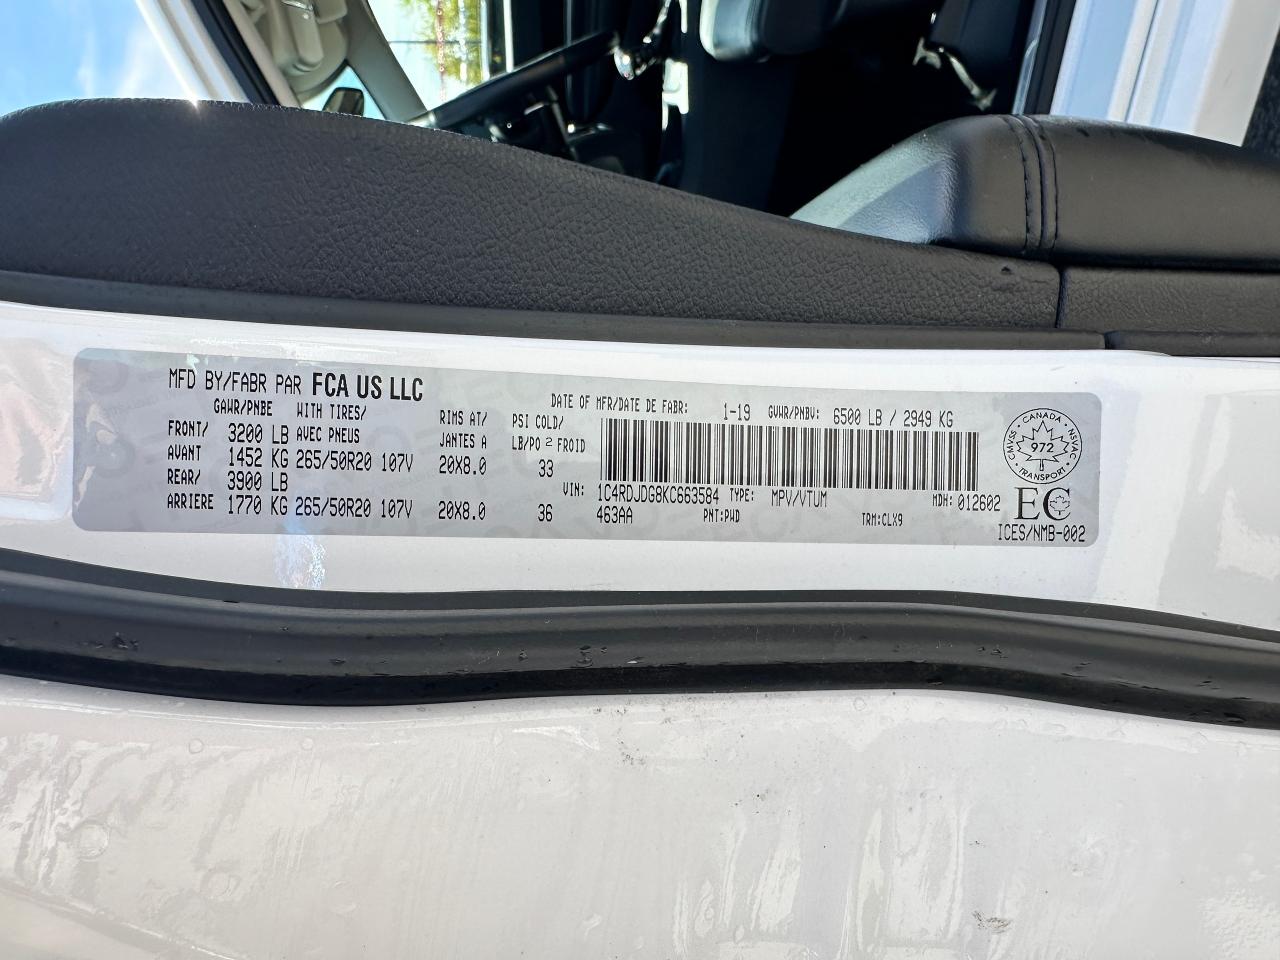 MFD BY/FABR PAR FCA US LLC
DATE OF MFR/DATE DE FABR: 1-19 GVWR/PNBV: 6500 LB / 2949 KG
GAWR/PNBE WITH TIRES/ RIMS AT/ PSI COLD/
FRONT/ 3200 LB AVEC PNEUS JANTES A LB/PO 2 FROID
AVANT 1452 KG 265/50R20 107V 20X8.0 33
REAR/ 3900 LB
VIN: 1C4RDJDG8KC663584 TYPE: MPV/VTUM MDH: 012602
ARRIERE 1770 KG 265/50R20 107V 20X8.0 36
463AA PNT:PWD TRM:CLX9
CANADA
CMVSS 972 NSVAC
TRANSPORT
EC
ICES/NMB-002